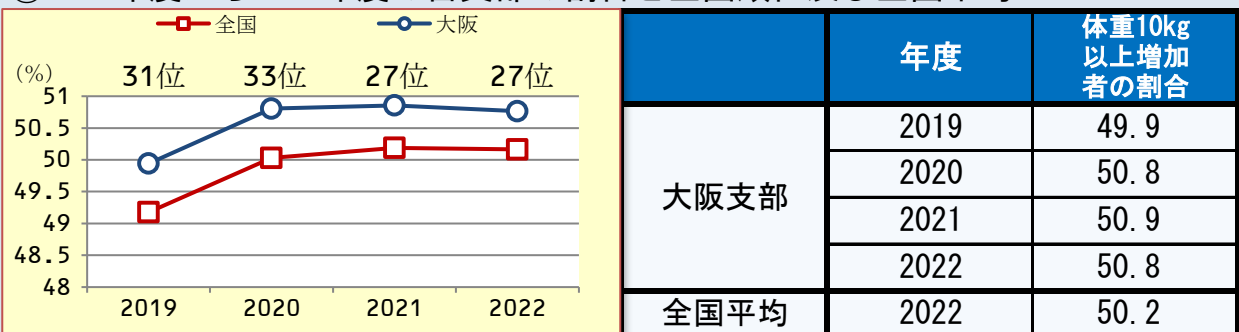 全国 大阪
(%) 31位 33位 27位 27位
51
50.5
50
49.5
49
48.5
48
2019 2020 2021 2022
年度 体重10kg
以上増加
者の割合
大阪支部
2019 49.9
2020 50.8
2021 50.9
2022 50.8
全国平均 2022 50.2